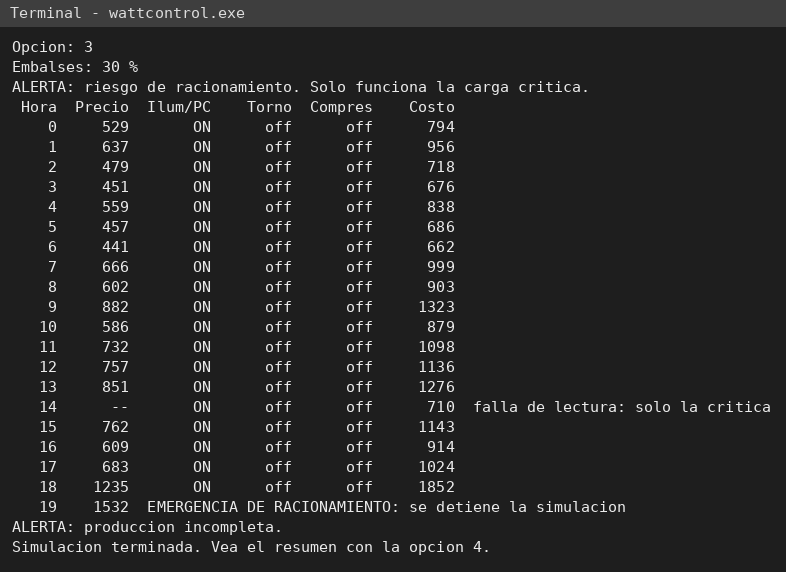 Terminal - wattcontrol.exe
Opcion: 3
Embalses: 30 %
ALERTA: riesgo de racionamiento. Solo funciona la carga critica.
 Hora  Precio  Ilum/PC    Torno  Compres    Costo
    0     529       ON      off      off      794
    1     637       ON      off      off      956
    2     479       ON      off      off      718
    3     451       ON      off      off      676
    4     559       ON      off      off      838
    5     457       ON      off      off      686
    6     441       ON      off      off      662
    7     666       ON      off      off      999
    8     602       ON      off      off      903
    9     882       ON      off      off     1323
   10     586       ON      off      off      879
   11     732       ON      off      off     1098
   12     757       ON      off      off     1136
   13     851       ON      off      off     1276
   14      --       ON      off      off      710  falla de lectura: solo la critica
   15     762       ON      off      off     1143
   16     609       ON      off      off      914
   17     683       ON      off      off     1024
   18    1235       ON      off      off     1852
   19    1532  EMERGENCIA DE RACIONAMIENTO: se detiene la simulacion
ALERTA: produccion incompleta.
Simulacion terminada. Vea el resumen con la opcion 4.